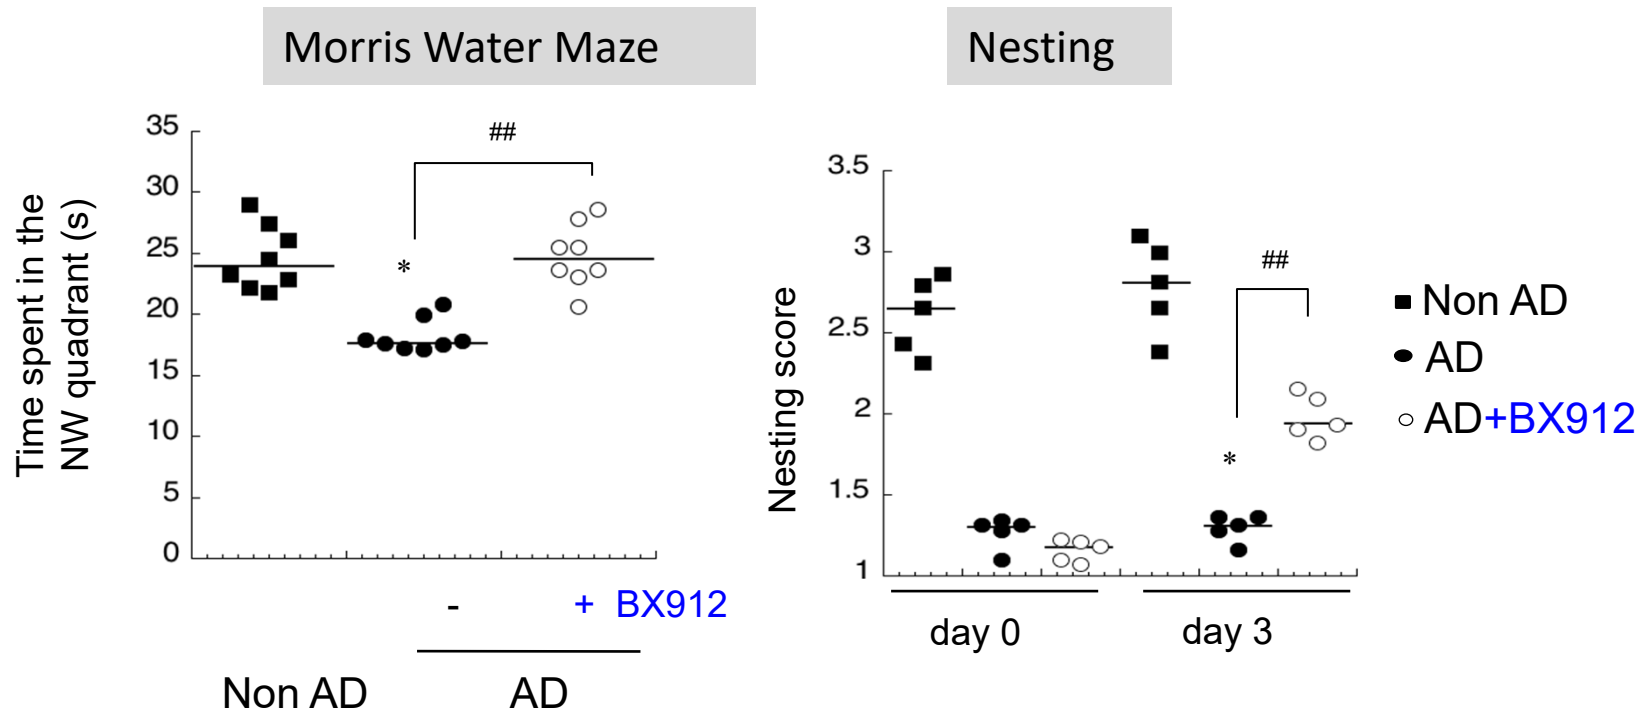 Morris Water Maze
Nesting
Time spent in the
NW quadrant (s)
35
30
25
20
15
10
5
0
##
*
- + BX912
Non AD AD
Nesting score
3.5
3
2.5
2
1.5
1
##
*
day 0 day 3
Non AD
AD
AD+BX912